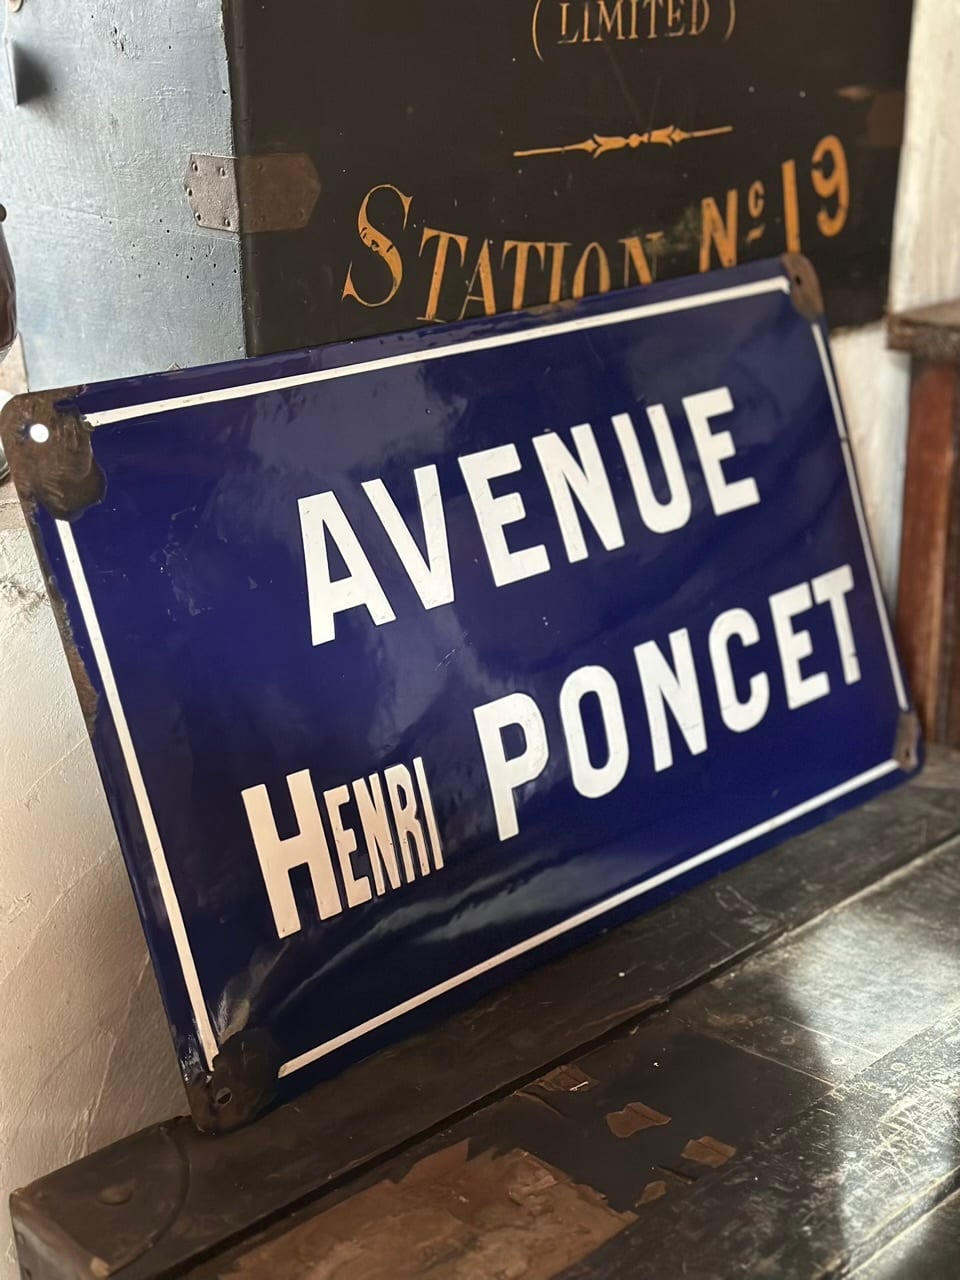 ( LIMITED )
STATION No 19
AVENUE
HENRI PONCET